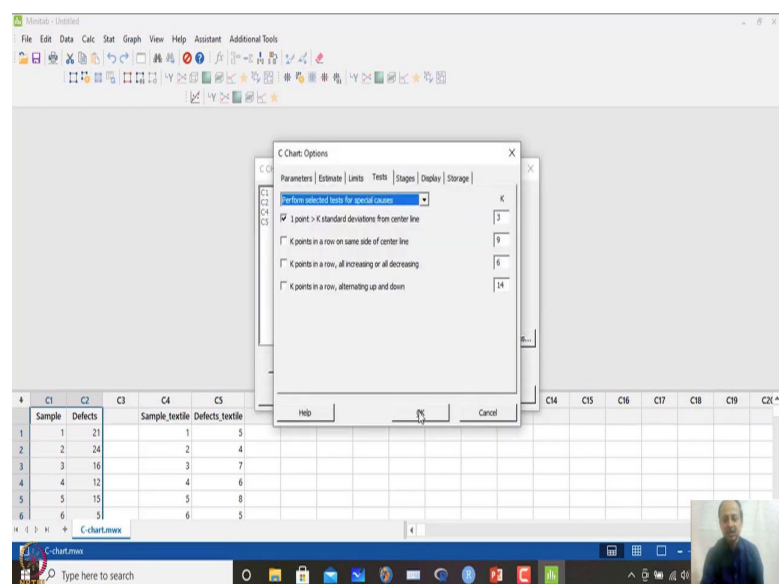 Minitab - Untitled
File Edit Data Calc Stat Graph View Help Assistant Additional Tools
C Chart: Options
Parameters Estimate Limits Tests Stages Display Storage
Perform selected tests for special causes K
1 point > K standard deviations from center line 3
K points in a row on same side of center line 9
K points in a row, all increasing or all decreasing 6
K points in a row, alternating up and down 14
C1
C2
C4
C5
Help OK Cancel
C1 C2 C3 C4 C5 C14 C15 C16 C17 C18 C19 C20
Sample Defects Sample_textile Defects_textile
1 1 21 1 5
2 2 24 2 4
3 3 16 3 7
4 4 12 4 6
5 5 15 5 8
6 6 5 6 5
C-chart.mwx
C-chart.mwx
Type here to search
NPTEL